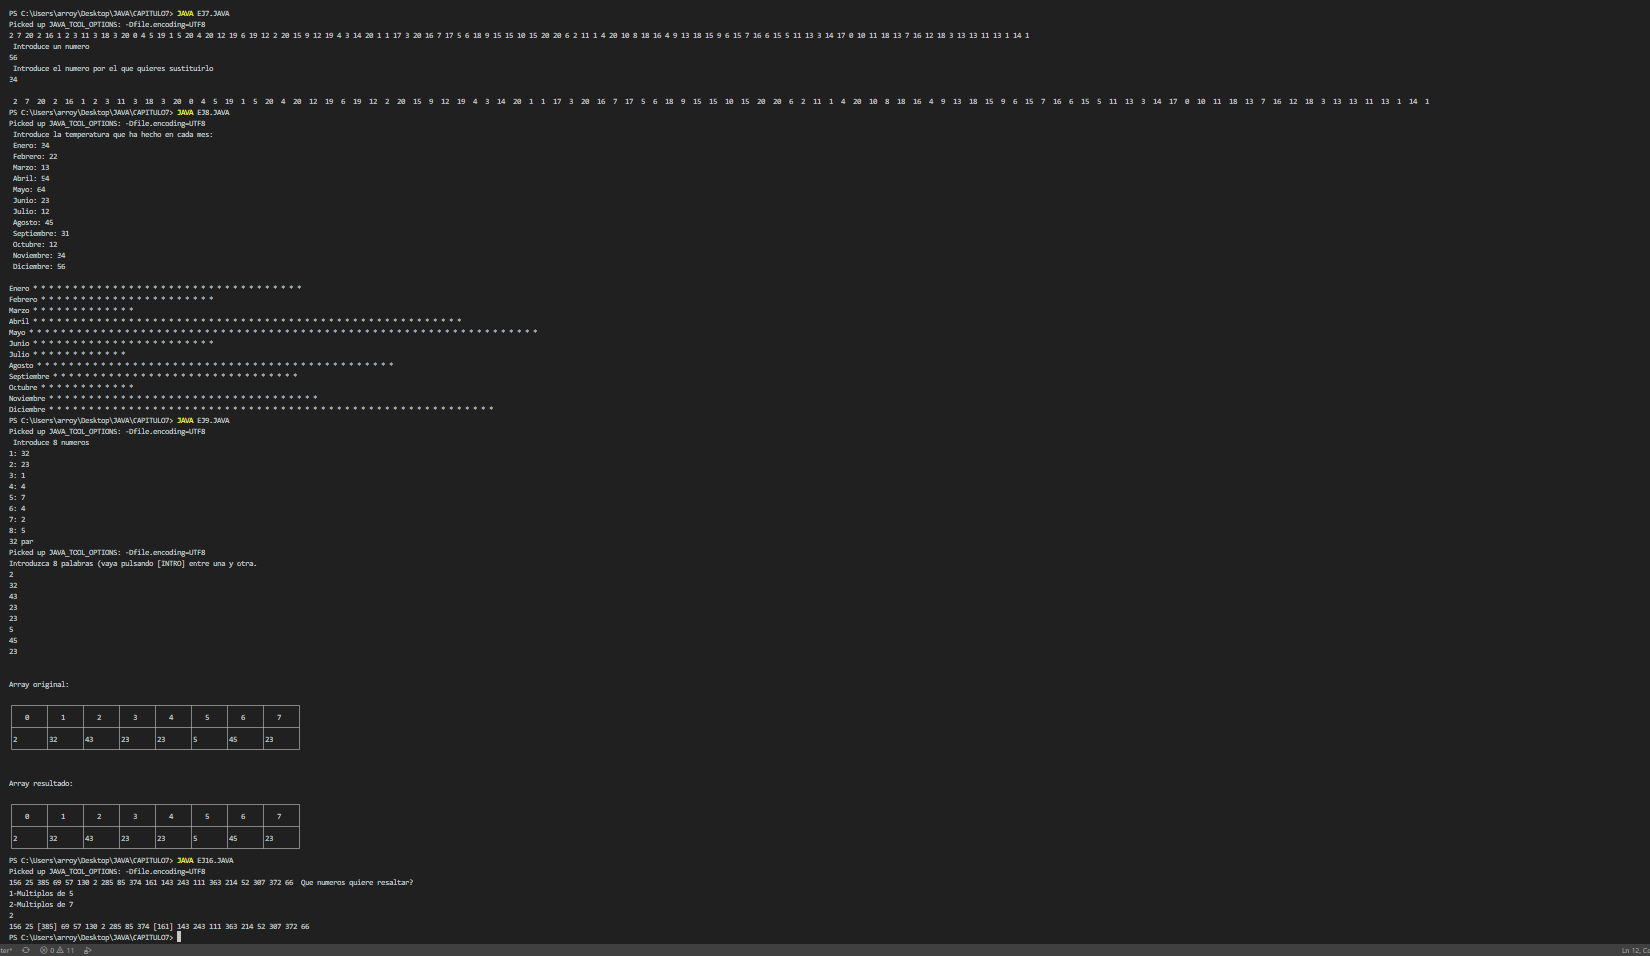 PS C:\Users\arroy\Desktop\JAVA\CAPITULO7> JAVA EJ7.JAVA
Picked up JAVA_TOOL_OPTIONS: -Dfile.encoding=UTF8
2 7 20 2 16 1 2 3 11 3 18 3 20 0 4 5 19 1 5 20 4 20 12 19 6 19 12 2 20 15 9 12 19 4 3 14 20 1 1 17 3 20 16 7 17 5 6 18 9 15 15 10 15 20 20 6 2 11 1 4 20 10 8 18 16 4 9 13 18 15 9 6 15 7 16 6 15 5 11 13 3 14 17 0 10 11 18 13 7 16 12 18 3 13 13 11 13 1 14 1
Introduce un numero
56
Introduce el numero por el que quieres sustituirlo
34
2 7 20 2 16 1 2 3 11 3 18 3 20 0 4 5 19 1 5 20 4 20 12 19 6 19 12 2 20 15 9 12 19 4 3 14 20 1 1 17 3 20 16 7 17 5 6 18 9 15 15 10 15 20 20 6 2 11 1 4 20 10 8 18 16 4 9 13 18 15 9 6 15 7 16 6 15 5 11 13 3 14 17 0 10 11 18 13 7 16 12 18 3 13 13 11 13 1 14 1
PS C:\Users\arroy\Desktop\JAVA\CAPITULO7> JAVA EJ8.JAVA
Picked up JAVA_TOOL_OPTIONS: -Dfile.encoding=UTF8
Introduce la temperatura que ha hecho en cada mes:
Enero: 34
Febrero: 22
Marzo: 13
Abril: 54
Mayo: 64
Junio: 23
Julio: 12
Agosto: 45
Septiembre: 31
Octubre: 12
Noviembre: 34
Diciembre: 56
Enero * * * * * * * * * * * * * * * * * * * * * * * * * * * * * * * * * *
Febrero * * * * * * * * * * * * * * * * * * * * * *
Marzo * * * * * * * * * * * * *
Abril * * * * * * * * * * * * * * * * * * * * * * * * * * * * * * * * * * * * * * * * * * * * * * * * * * * * * *
Mayo * * * * * * * * * * * * * * * * * * * * * * * * * * * * * * * * * * * * * * * * * * * * * * * * * * * * * * * * * * * * * * * *
Junio * * * * * * * * * * * * * * * * * * * * * * *
Julio * * * * * * * * * * * *
Agosto * * * * * * * * * * * * * * * * * * * * * * * * * * * * * * * * * * * * * * * * * * * * *
Septiembre * * * * * * * * * * * * * * * * * * * * * * * * * * * * * * *
Octubre * * * * * * * * * * * *
Noviembre * * * * * * * * * * * * * * * * * * * * * * * * * * * * * * * * * *
Diciembre * * * * * * * * * * * * * * * * * * * * * * * * * * * * * * * * * * * * * * * * * * * * * * * * * * * * * * * *
PS C:\Users\arroy\Desktop\JAVA\CAPITULO7> JAVA EJ9.JAVA
Picked up JAVA_TOOL_OPTIONS: -Dfile.encoding=UTF8
Introduce 8 numeros
1: 32
2: 23
3: 1
4: 4
5: 7
6: 4
7: 2
8: 5
32 par
Picked up JAVA_TOOL_OPTIONS: -Dfile.encoding=UTF8
Introduzca 8 palabras (vaya pulsando [INTRO] entre una y otra.
2
32
43
23
23
5
45
23
Array original:
0 1 2 3 4 5 6 7
2 32 43 23 23 5 45 23
Array resultado:
0 1 2 3 4 5 6 7
2 32 43 23 23 5 45 23
PS C:\Users\arroy\Desktop\JAVA\CAPITULO7> JAVA EJ16.JAVA
Picked up JAVA_TOOL_OPTIONS: -Dfile.encoding=UTF8
156 25 385 69 57 130 2 285 85 374 161 143 243 111 363 214 52 307 372 66 Que numeros quiere resaltar?
1-Multiplos de 5
2-Multiplos de 7
2
156 25 [385] 69 57 130 2 285 85 374 [161] 143 243 111 363 214 52 307 372 66
PS C:\Users\arroy\Desktop\JAVA\CAPITULO7>
ter* 0 11 Ln 12, Co